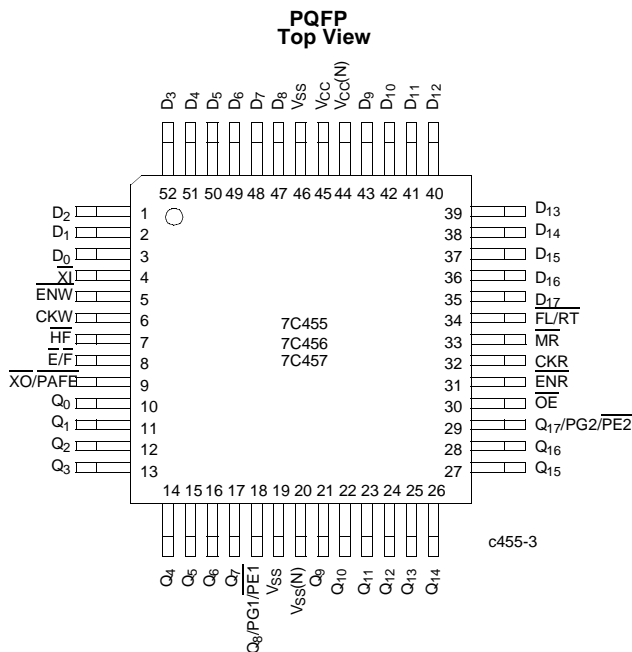 PQFP
Top View
D3 D4 D5 D6 D7 D8 VSS VCC VCC(N) D9 D10 D11 D12
52 51 50 49 48 47 46 45 44 43 42 41 40
D2 1 39 D13
D1 2 38 D14
D0 3 37 D15
XI 4 36 D16
ENW 5 35 D17
CKW 6 34 FL/RT
HF 7 33 MR
E/F 8 32 CKR
XO/PAFE 9 31 ENR
Q0 10 30 OE
Q1 11 29 Q17/PG2/PE2
Q2 12 28 Q16
Q3 13 27 Q15
7C455
7C456
7C457
14 15 16 17 18 19 20 21 22 23 24 25 26
Q4 Q5 Q6 Q7 Q8/PG1/PE1 VSS VSS(N) Q9 Q10 Q11 Q12 Q13 Q14
c455-3